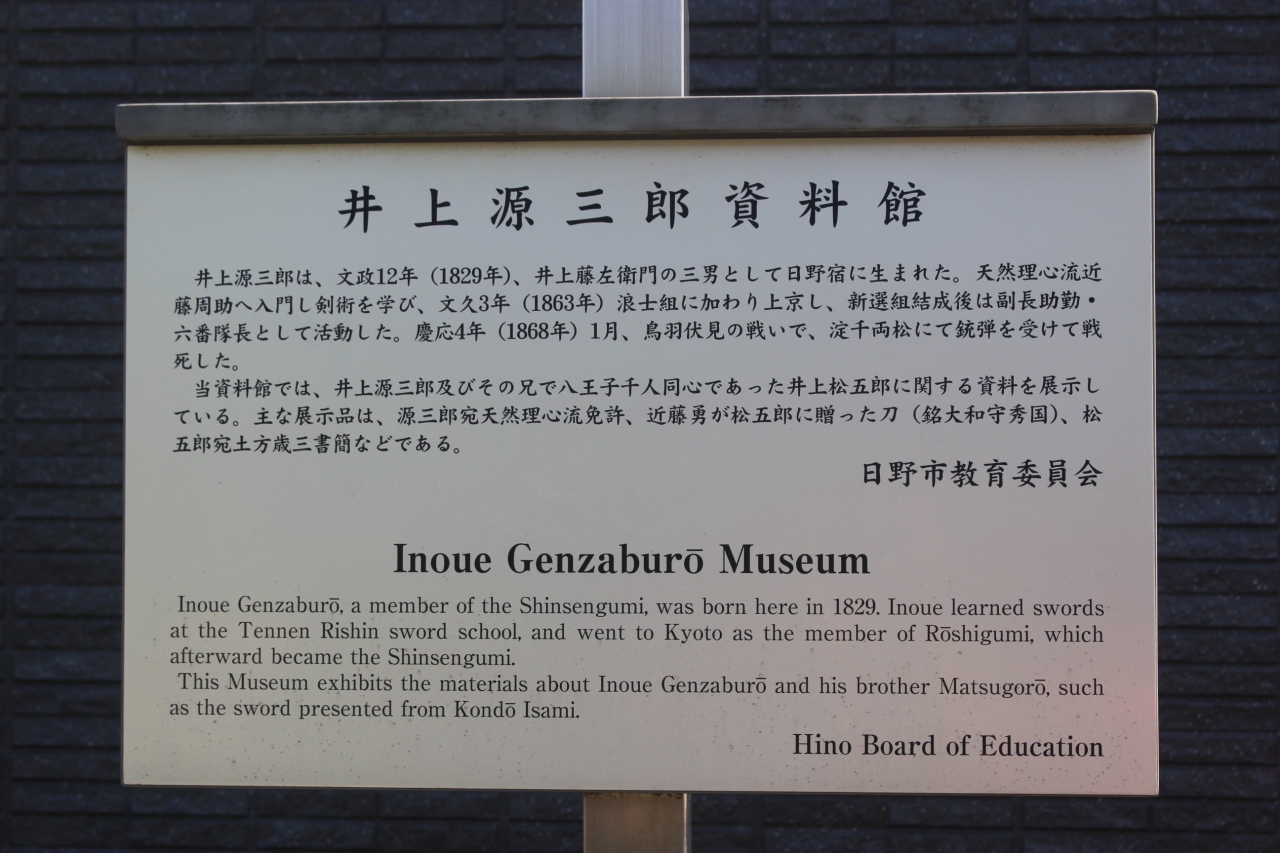 井上源三郎資料館
井上源三郎は、文政12年（1829年）、井上藤左衛門の三男として日野宿に生まれた。天然理心流近
藤周助へ入門し剣術を学び、文久3年（1863年）浪士組に加わり上京し、新選組結成後は副長助勤・
六番隊長として活動した。慶応4年（1868年）1月、鳥羽伏見の戦いで、淀千両松にて銃弾を受けて戦
死した。
当資料館では、井上源三郎及びその兄で八王子千人同心であった井上松五郎に関する資料を展示し
ている。主な展示品は、源三郎宛天然理心流免許、近藤勇が松五郎に贈った刀（銘大和守秀国）、松
五郎宛土方歳三書簡などである。
日野市教育委員会
Inoue Genzaburō Museum
Inoue Genzaburō, a member of the Shinsengumi, was born here in 1829. Inoue learned swords
at the Tennen Rishin sword school, and went to Kyoto as the member of Rōshigumi, which
afterward became the Shinsengumi.
This Museum exhibits the materials about Inoue Genzaburō and his brother Matsugorō, such
as the sword presented from Kondō Isami.
Hino Board of Education